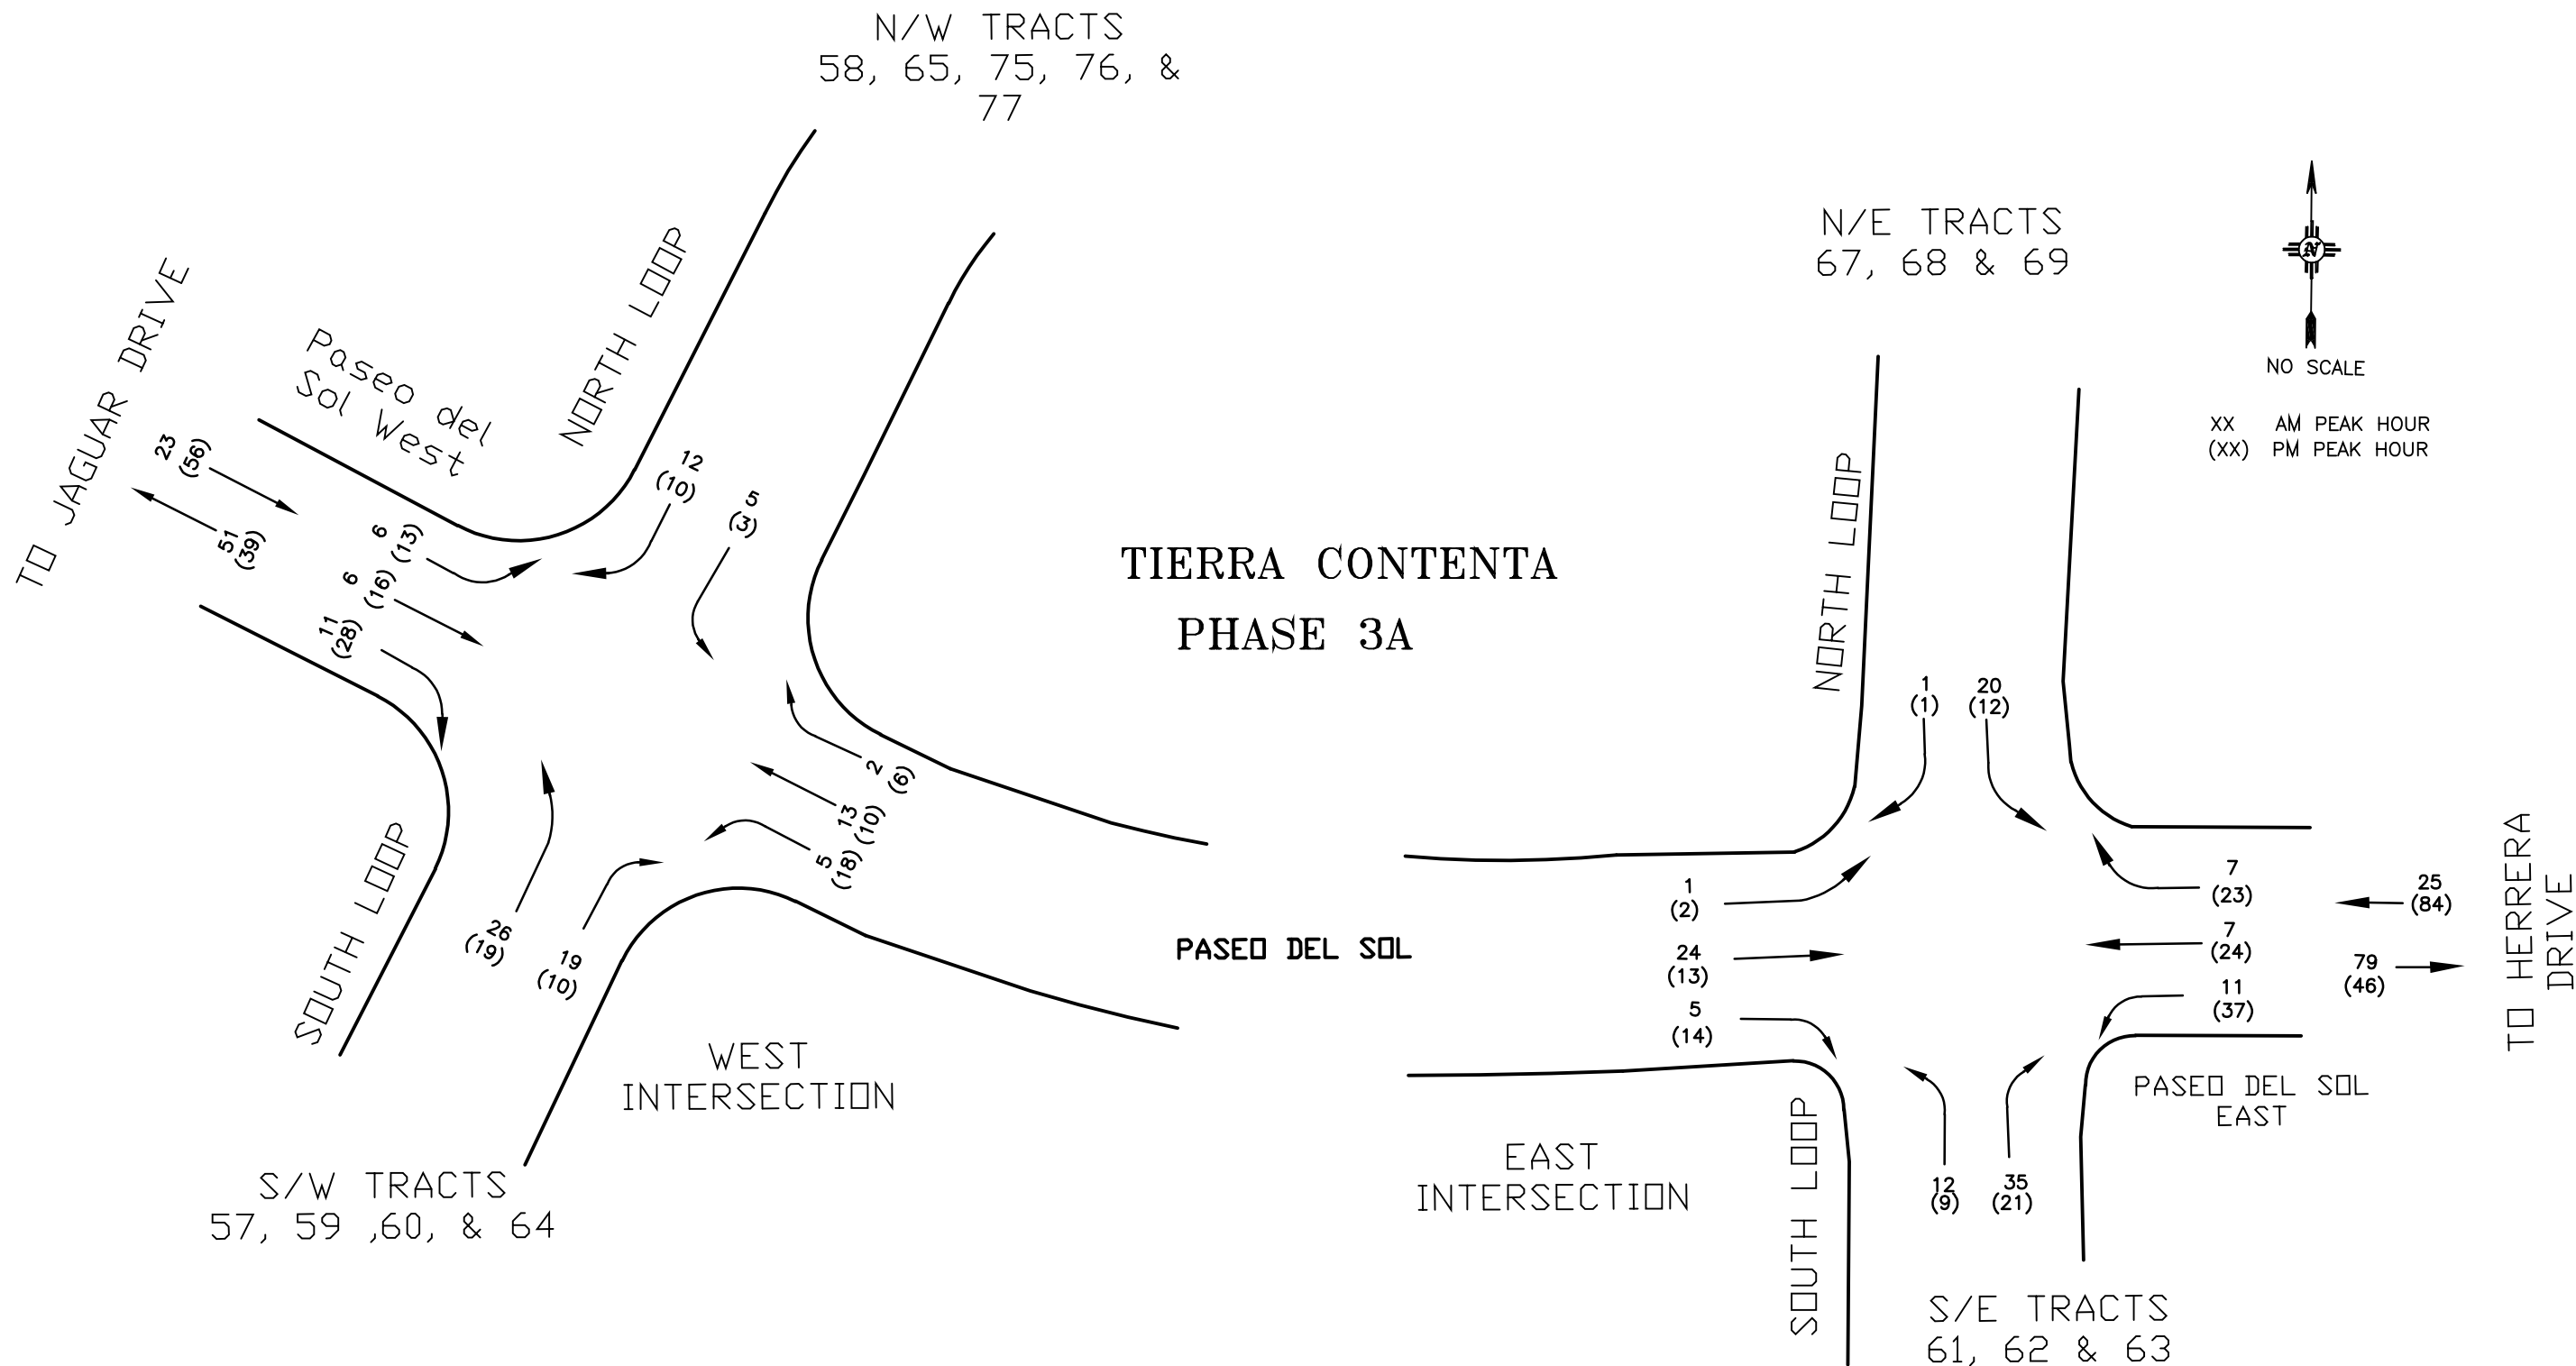 N/W TRACTS
58, 65, 75, 76, &
77
N/E TRACTS
67, 68 & 69
N
NO SCALE
XX AM PEAK HOUR
(XX) PM PEAK HOUR
TO JAGUAR DRIVE
Paseo del
Sol West
NORTH LOOP
23
(56)
51
(39)
6
(13)
6
(16)
11
(28)
12
(10)
5
(3)
TIERRA CONTENTA
PHASE 3A
2
(6)
13
(10)
5
(18)
26
(19)
19
(10)
SOUTH LOOP
WEST
INTERSECTION
S/W TRACTS
57, 59 ,60, & 64
PASEO DEL SOL
NORTH LOOP
1
(1)
20
(12)
1
(2)
24
(13)
5
(14)
7
(23)
7
(24)
11
(37)
25
(84)
79
(46)
TO HERRERA
DRIVE
PASEO DEL SOL
EAST
EAST
INTERSECTION
SOUTH LOOP
12
(9)
35
(21)
S/E TRACTS
61, 62 & 63